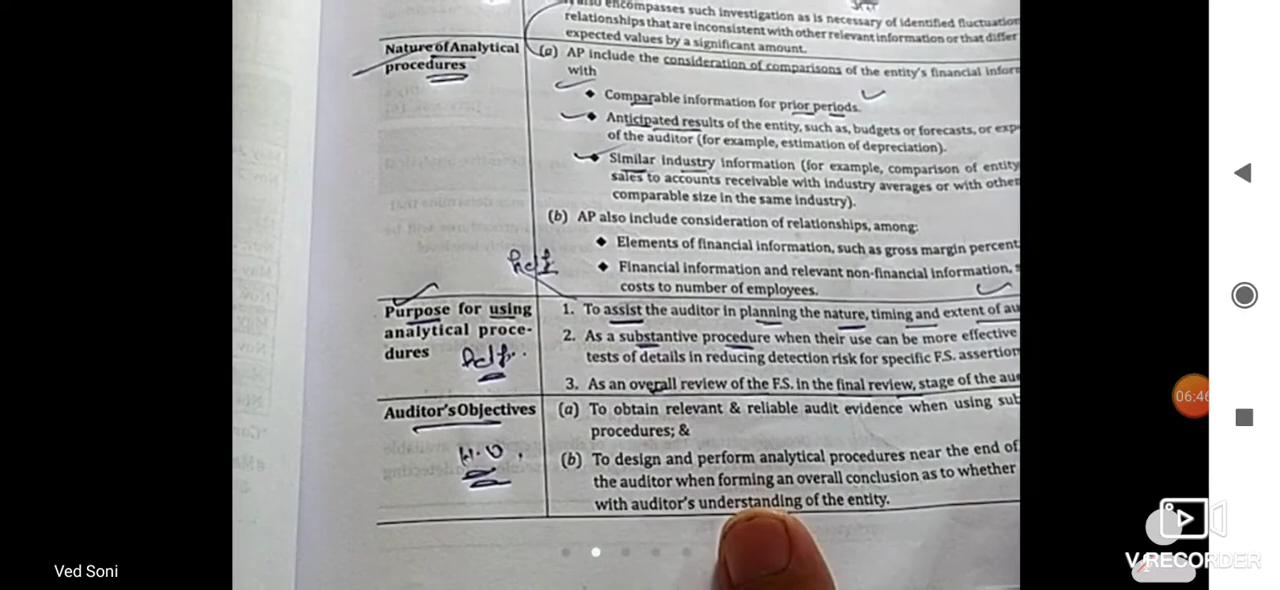 also encompasses such investigation as is necessary of identified fluctuation
relationships that are inconsistent with other relevant information or that differ
expected values by a significant amount.
Nature of Analytical
procedures
(a) AP include the consideration of comparisons of the entity's financial infor
with
◆ Comparable information for prior periods.
◆ Anticipated results of the entity, such as, budgets or forecasts, or exp
of the auditor (for example, estimation of depreciation).
◆ Similar industry information (for example, comparison of entity
sales to accounts receivable with industry averages or with other
comparable size in the same industry).
(b) AP also include consideration of relationships, among:
◆ Elements of financial information, such as gross margin percent
◆ Financial information and relevant non-financial information, s
costs to number of employees.
Purpose for using
analytical proce-
dures
1. To assist the auditor in planning the nature, timing and extent of au
2. As a substantive procedure when their use can be more effective
tests of details in reducing detection risk for specific F.S. assertion
3. As an overall review of the F.S. in the final review, stage of the au
Auditor's Objectives
(a) To obtain relevant & reliable audit evidence when using sub
procedures; &
(b) To design and perform analytical procedures near the end of
the auditor when forming an overall conclusion as to whether
with auditor's understanding of the entity.
06:46
Ved Soni
V RECORDER